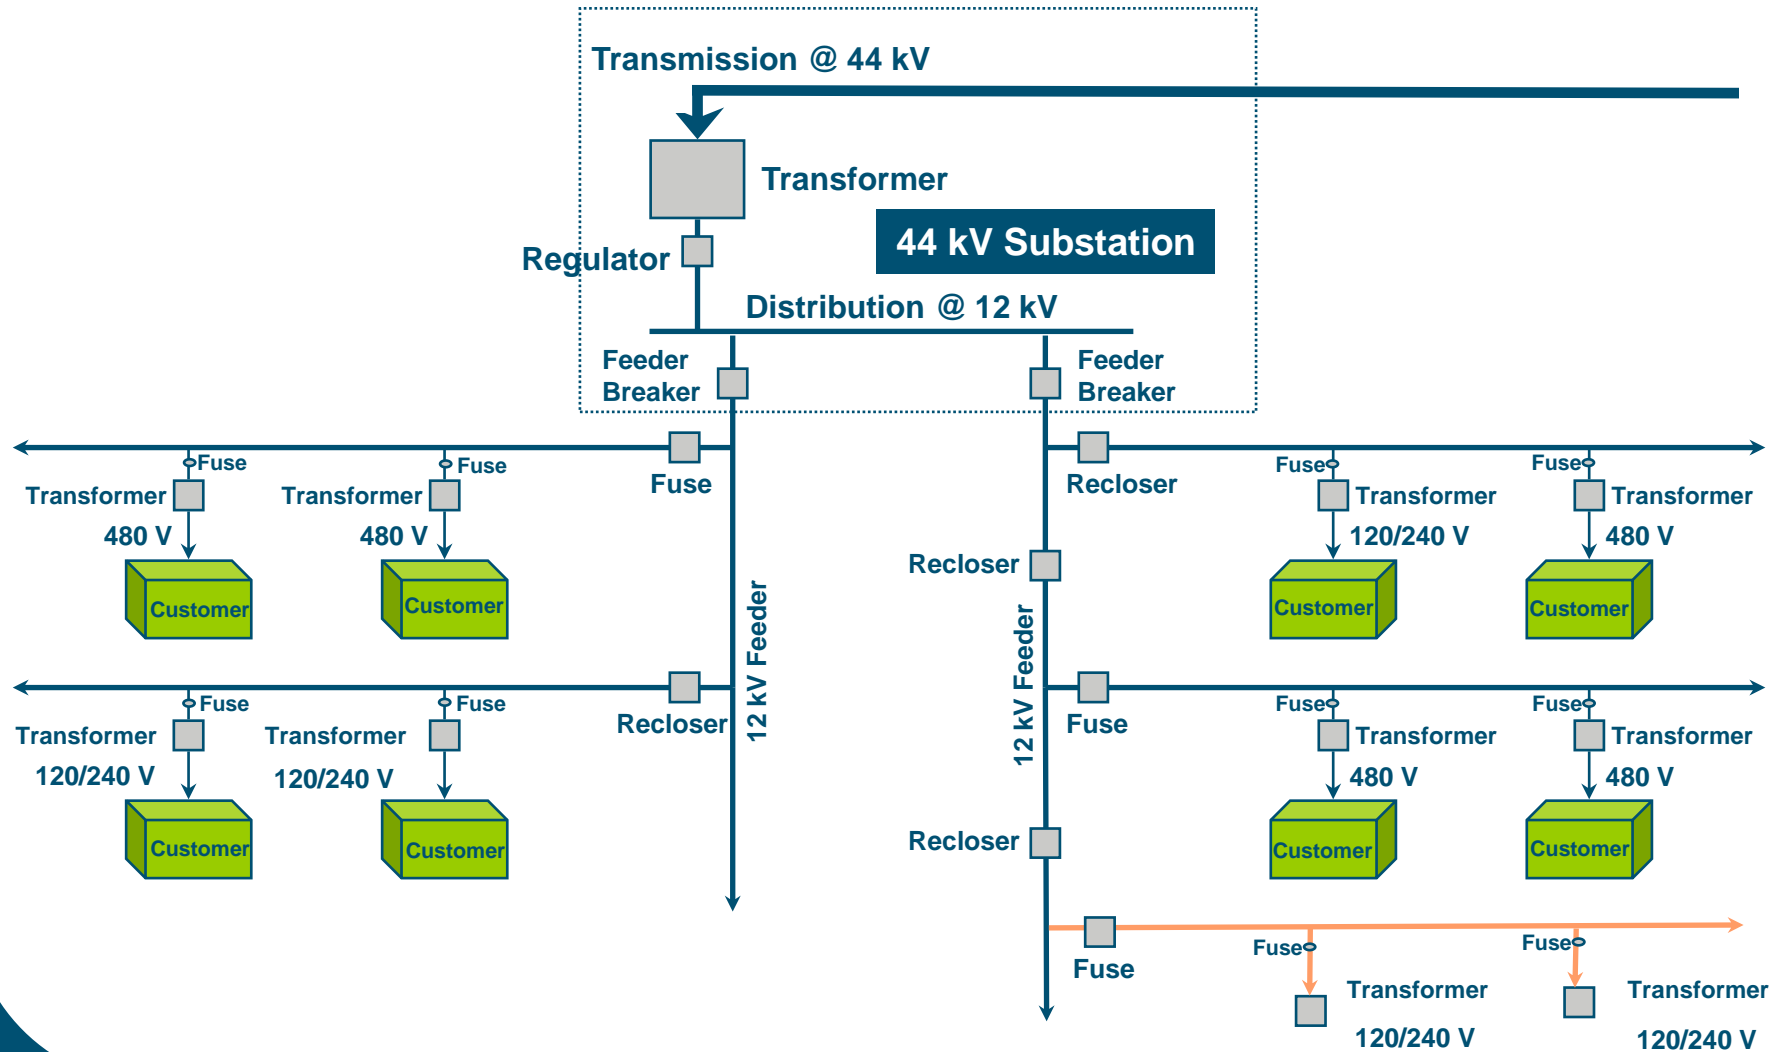 Transmission @ 44 kV
Transformer
44 kV Substation
Regulator
Distribution @ 12 kV
Feeder
Breaker
Feeder
Breaker
Fuse
Fuse
Fuse
Transformer
Transformer
480 V
480 V
Customer
Customer
Recloser
Fuse
Fuse
Transformer
Transformer
120/240 V
480 V
Customer
Customer
Recloser
12 kV Feeder
12 kV Feeder
Fuse
Fuse
Recloser
Transformer
Transformer
120/240 V
120/240 V
Customer
Customer
Fuse
Fuse
Fuse
Transformer
Transformer
480 V
480 V
Customer
Customer
Recloser
Fuse
Fuse
Fuse
Transformer
Transformer
120/240 V
120/240 V